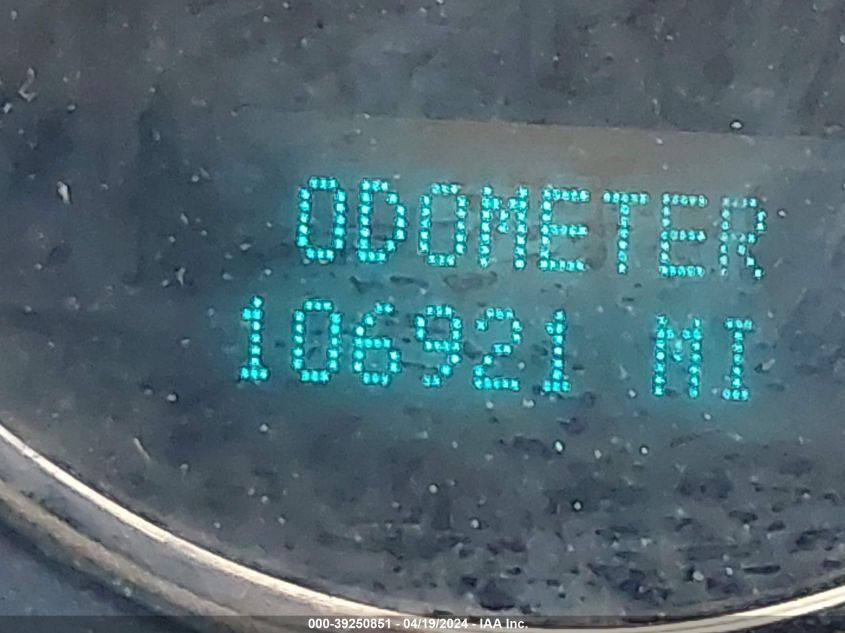 ODOMETER
106921 MI
000-39250851 - 04/19/2024 - IAA Inc.